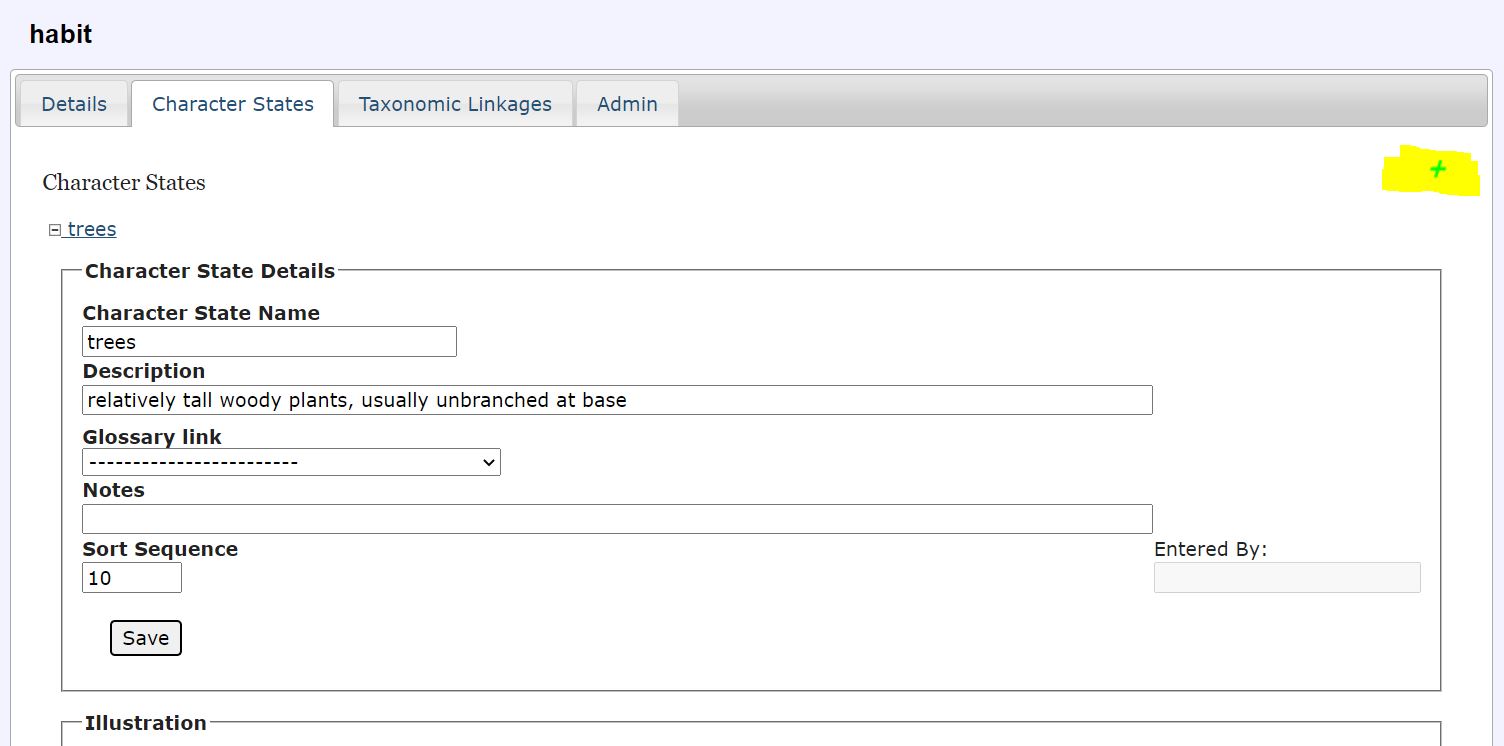 habit
Details Character States Taxonomic Linkages Admin
+
Character States
trees
Character State Details
Character State Name
trees
Description
relatively tall woody plants, usually unbranched at base
Glossary link
------------------------
Notes
Sort Sequence Entered By:
10
Save
Illustration